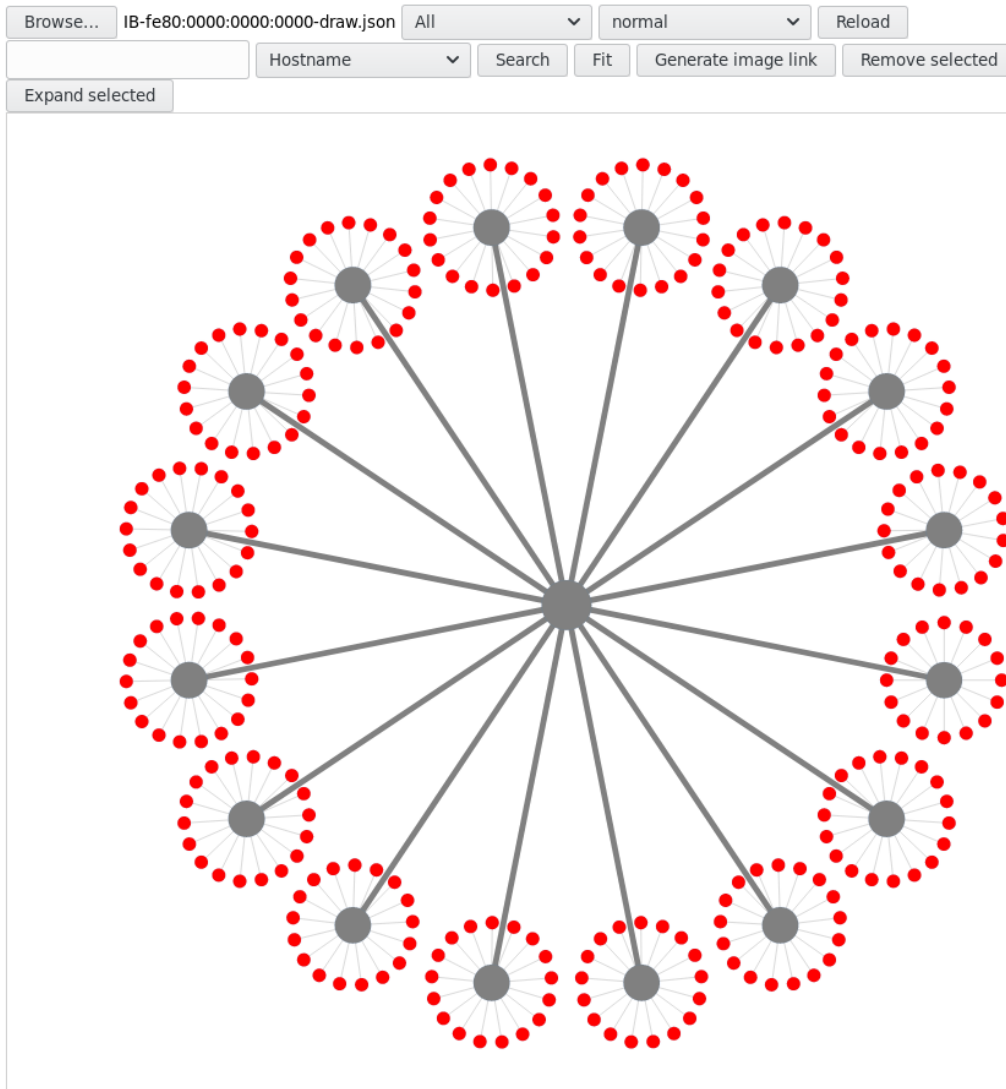 Browse... IB-fe80:0000:0000:0000-draw.json All normal Reload
Hostname Search Fit Generate image link Remove selected
Expand selected